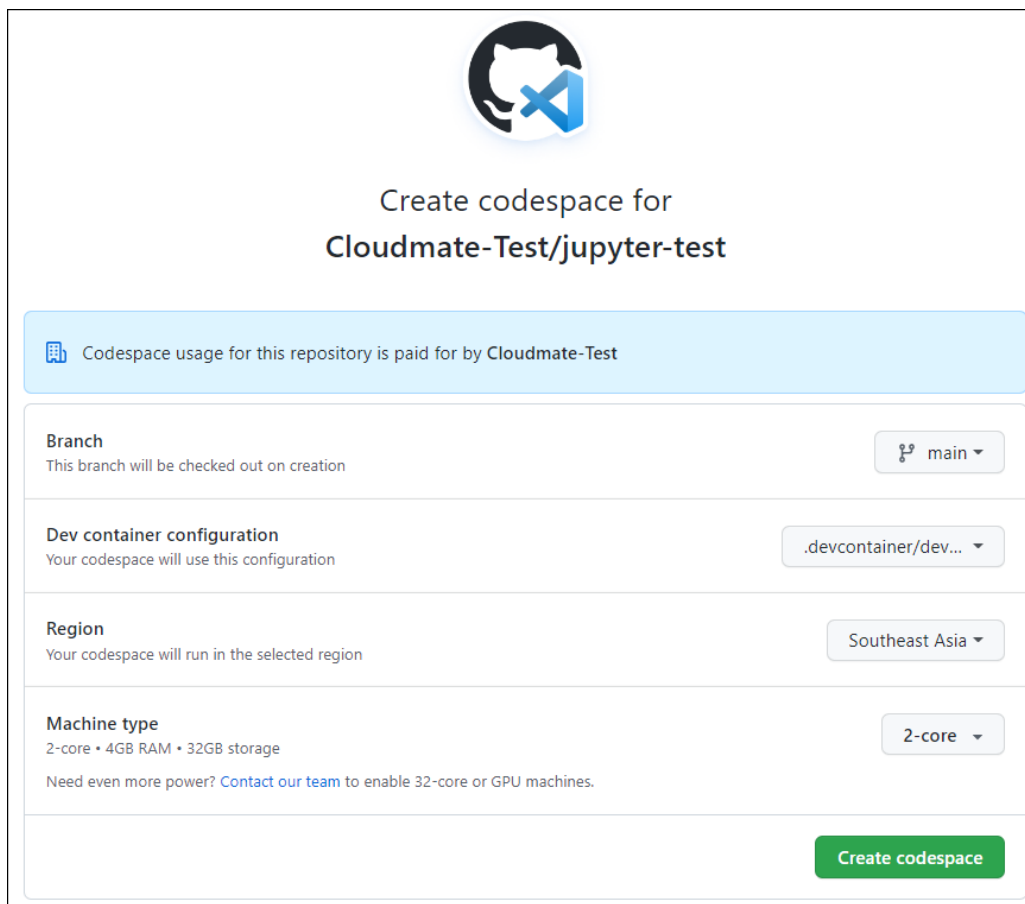 Create codespace for
Cloudmate-Test/jupyter-test
Codespace usage for this repository is paid for by Cloudmate-Test
Branch
This branch will be checked out on creation
main
Dev container configuration
Your codespace will use this configuration
.devcontainer/dev...
Region
Your codespace will run in the selected region
Southeast Asia
Machine type
2-core • 4GB RAM • 32GB storage
2-core
Need even more power? Contact our team to enable 32-core or GPU machines.
Create codespace